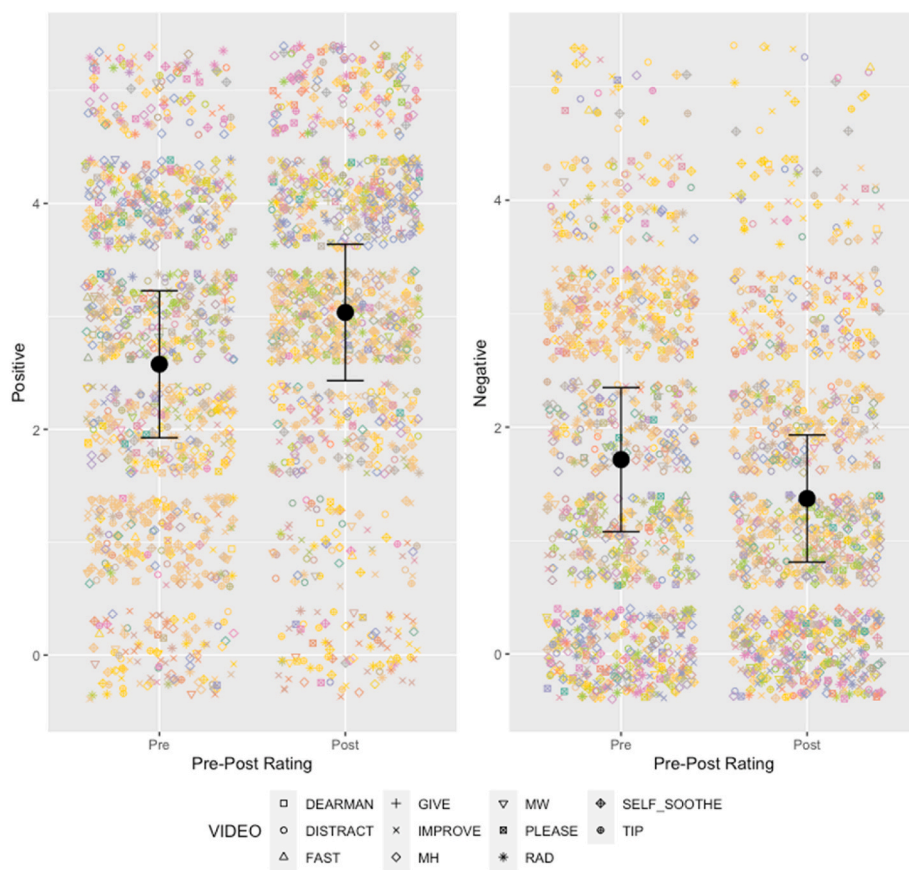 Positive
4
2
0
Pre
Post
Pre-Post Rating
Negative
4
2
0
Pre
Post
Pre-Post Rating
VIDEO
DEARMAN
GIVE
MW
SELF_SOOTHE
DISTRACT
IMPROVE
PLEASE
TIP
FAST
MH
RAD